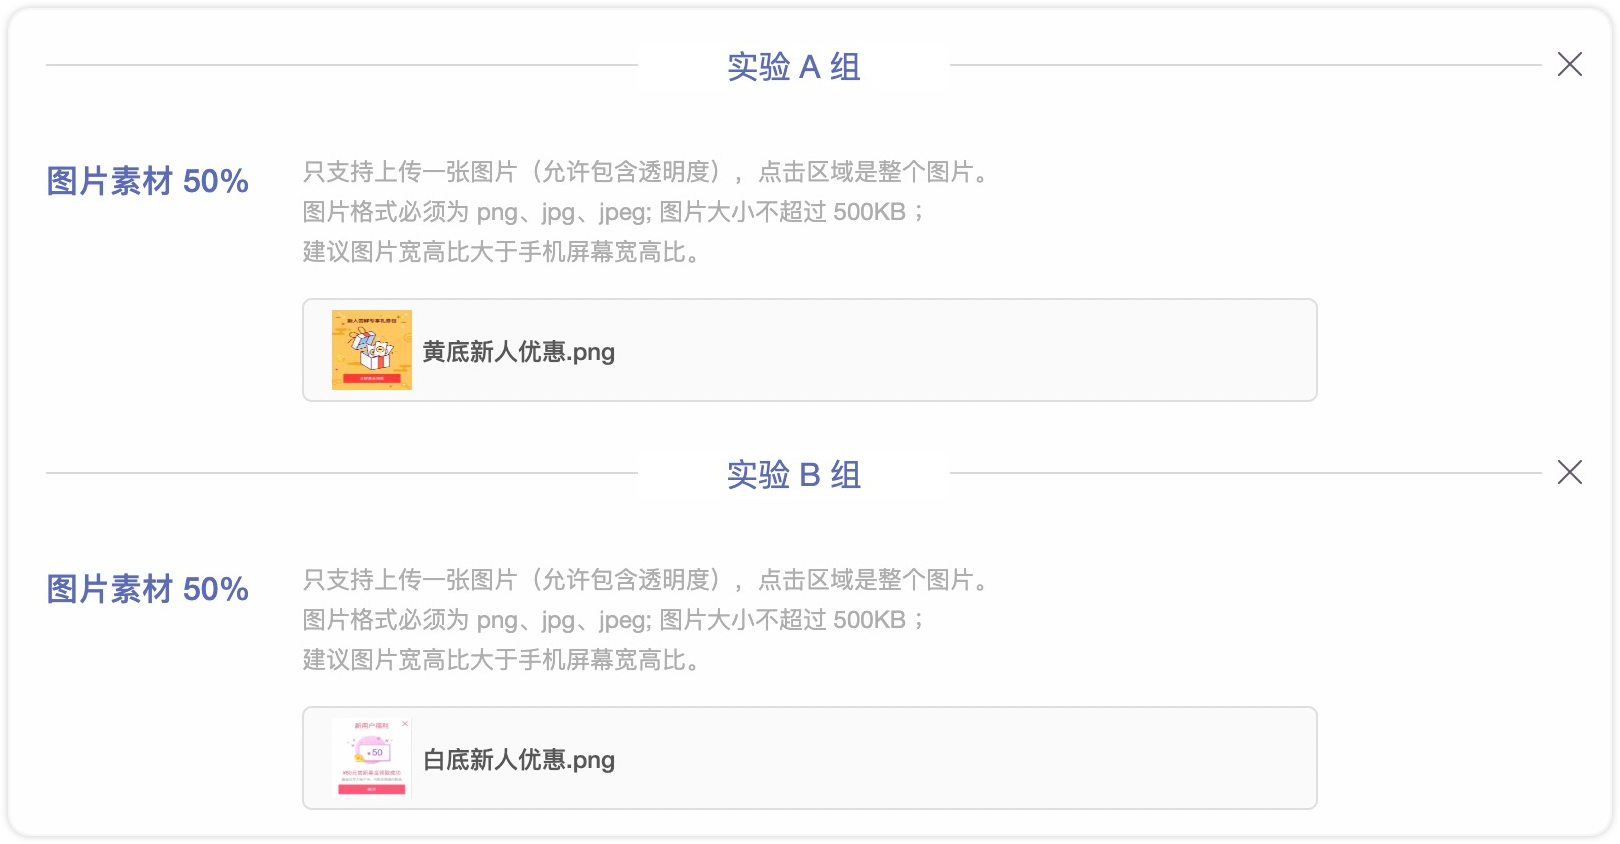 实验 A 组
图片素材 50%
只支持上传一张图片（允许包含透明度），点击区域是整个图片。
图片格式必须为 png、jpg、jpeg; 图片大小不超过 500KB；
建议图片宽高比大于手机屏幕宽高比。
黄底新人优惠.png
实验 B 组
图片素材 50%
只支持上传一张图片（允许包含透明度），点击区域是整个图片。
图片格式必须为 png、jpg、jpeg; 图片大小不超过 500KB；
建议图片宽高比大于手机屏幕宽高比。
新用户福利
¥50
白底新人优惠.png